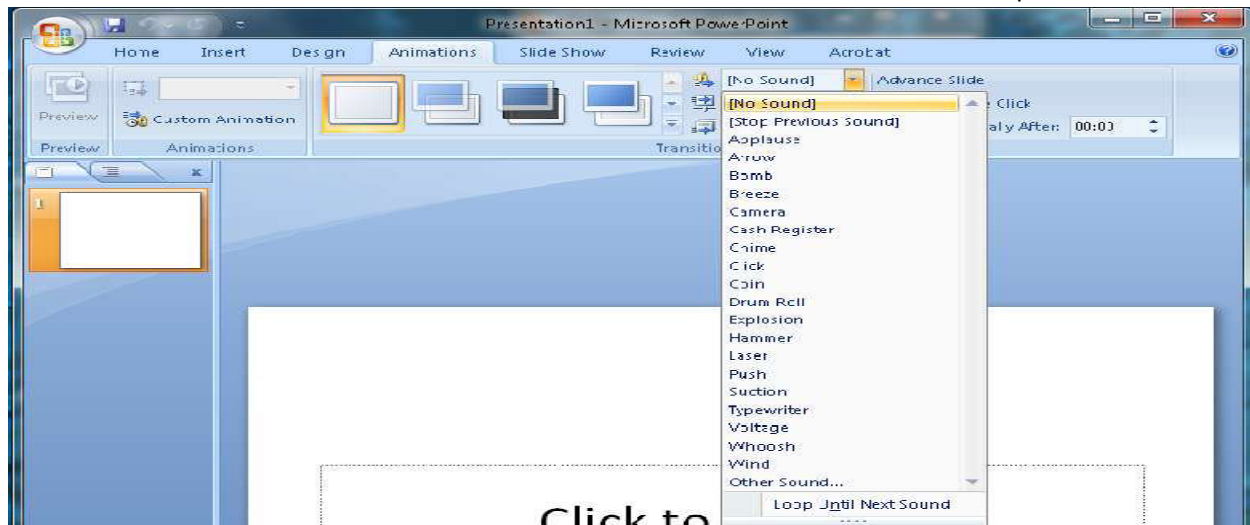 Presentation1 - Microsoft PowerPoint
Home Insert Design Animations Slide Show Review View Acrobat
[No Sound] Advance Slide
Preview Custom Animation
Click
After: 00:03
Preview Animations
[No Sound]
[Stop Previous Sound]
Applause
Arrow
Bomb
Breeze
Camera
Cash Register
Chime
Click
Coin
Drum Roll
Explosion
Hammer
Laser
Push
Suction
Typewriter
Voltage
Whoosh
Wind
Other Sound...
Loop Until Next Sound
1
Click to